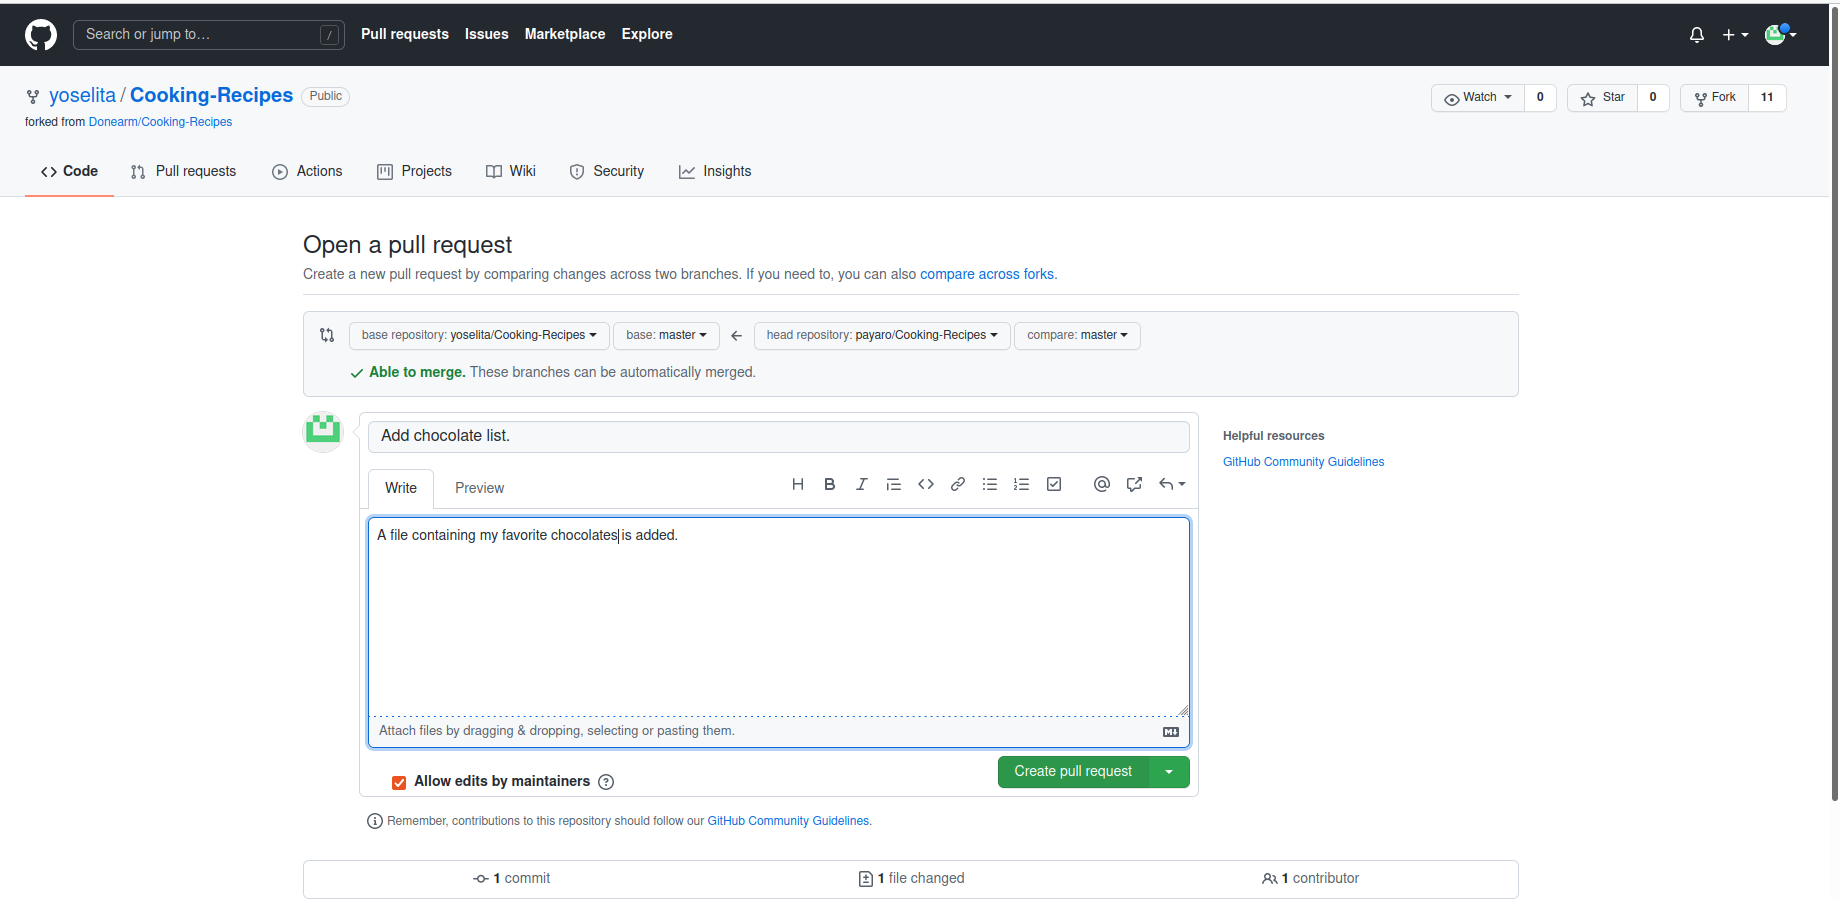 Search or jump to… /
Pull requests Issues Marketplace Explore
yoselita / Cooking-Recipes Public
Watch 0 Star 0 Fork 11
forked from Donearm/Cooking-Recipes
Code Pull requests Actions Projects Wiki Security Insights
Open a pull request
Create a new pull request by comparing changes across two branches. If you need to, you can also compare across forks.
base repository: yoselita/Cooking-Recipes base: master head repository: payaro/Cooking-Recipes compare: master
Able to merge. These branches can be automatically merged.
Add chocolate list.
Helpful resources
GitHub Community Guidelines
Write Preview
A file containing my favorite chocolates is added.
Attach files by dragging & dropping, selecting or pasting them.
Allow edits by maintainers
Create pull request
Remember, contributions to this repository should follow our GitHub Community Guidelines.
1 commit 1 file changed 1 contributor